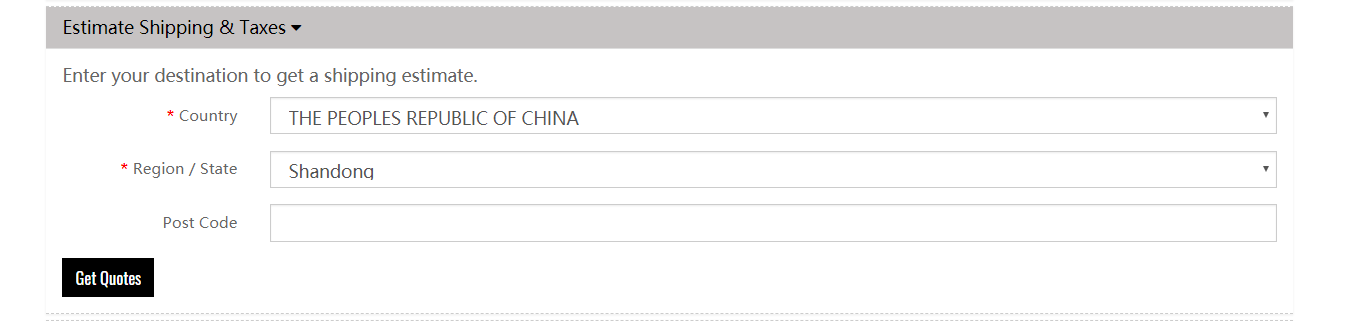 Estimate Shipping & Taxes
Enter your destination to get a shipping estimate.
* Country
THE PEOPLES REPUBLIC OF CHINA
* Region / State
Shandong
Post Code
Get Quotes